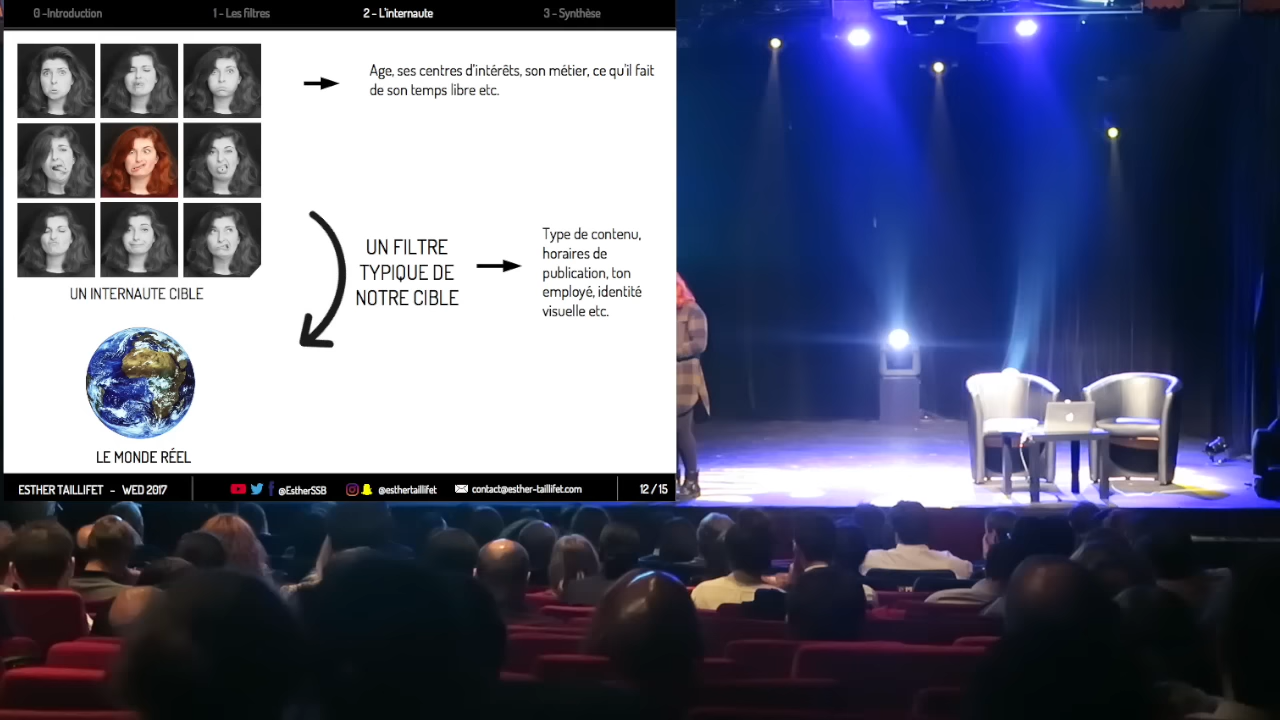 0 -Introduction
1 - Les filtres
2 - L'internaute
3 - Synthèse
Age, ses centres d'intérêts, son métier, ce qu'il fait
de son temps libre etc.
UN INTERNAUTE CIBLE
UN FILTRE
TYPIQUE DE
NOTRE CIBLE
Type de contenu,
horaires de
publication, ton
employé, identité
visuelle etc.
LE MONDE RÉEL
ESTHER TAILLIFET - WED 2017
@EstherSSB
@esthertaillifet
contact@esther-taillifet.com
12 / 15